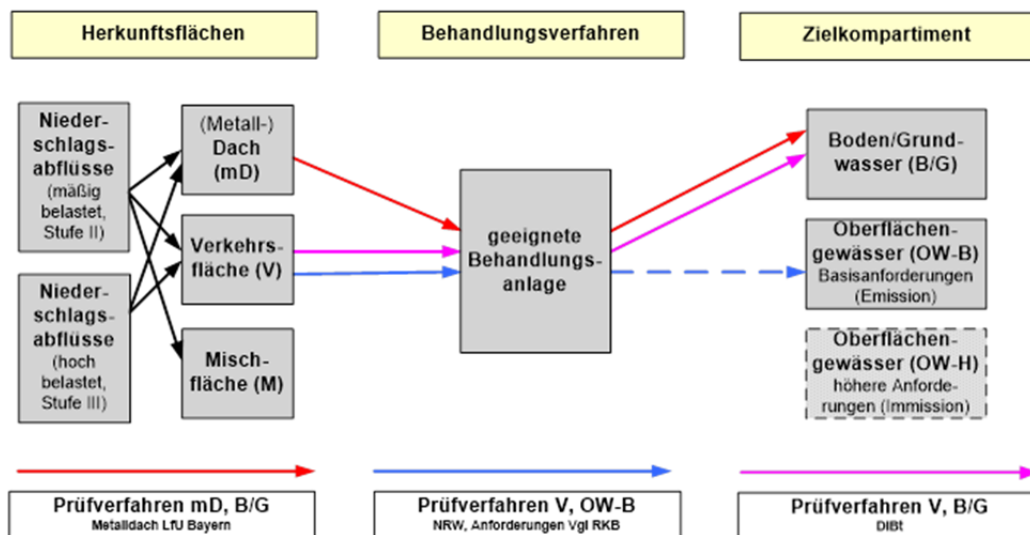 Herkunftsflächen
Behandlungsverfahren
Zielkompartiment
Nieder-
schlags-
abflüsse
(mäßig
belastet,
Stufe II)
Nieder-
schlags-
abflüsse
(hoch
belastet,
Stufe III)
(Metall-)
Dach
(mD)
Verkehrs-
fläche (V)
Misch-
fläche (M)
geeignete
Behandlungs-
anlage
Boden/Grund-
wasser (B/G)
Oberflächen-
gewässer (OW-B)
Basisanforderungen
(Emission)
Oberflächen-
gewässer (OW-H)
höhere Anforde-
rungen (Immission)
Prüfverfahren mD, B/G
Metalldach LfU Bayern
Prüfverfahren V, OW-B
NRW, Anforderungen Vgl RKB
Prüfverfahren V, B/G
DIBt